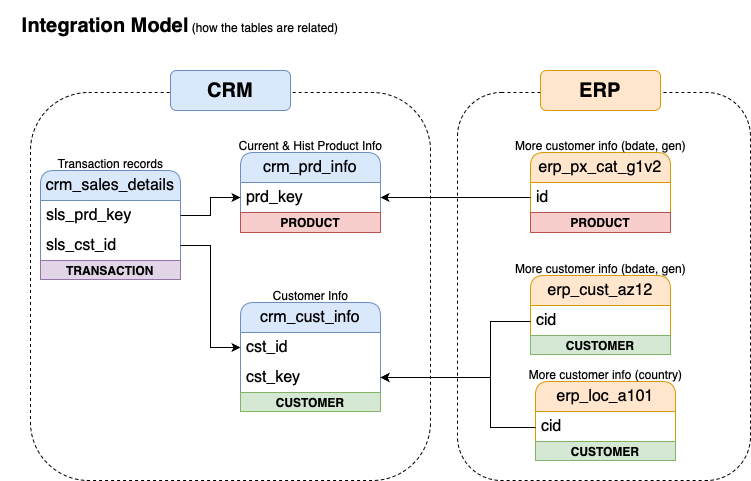 Integration Model (how the tables are related)
CRM
Transaction records
crm_sales_details
sls_prd_key
sls_cst_id
TRANSACTION
Current & Hist Product Info
crm_prd_info
prd_key
PRODUCT
Customer Info
crm_cust_info
cst_id
cst_key
CUSTOMER
ERP
More customer info (bdate, gen)
erp_px_cat_g1v2
id
PRODUCT
More customer info (bdate, gen)
erp_cust_az12
cid
CUSTOMER
More customer info (country)
erp_loc_a101
cid
CUSTOMER